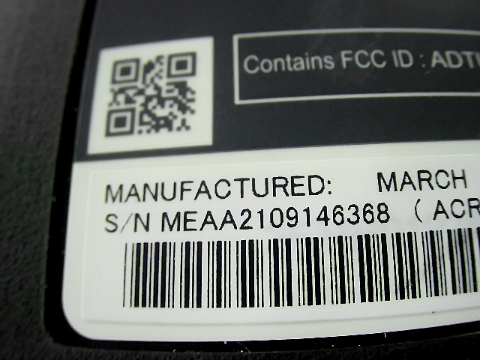 Contains FCC ID : ADT
MANUFACTURED: MARCH
S/N MEAA2109146368 ( ACR